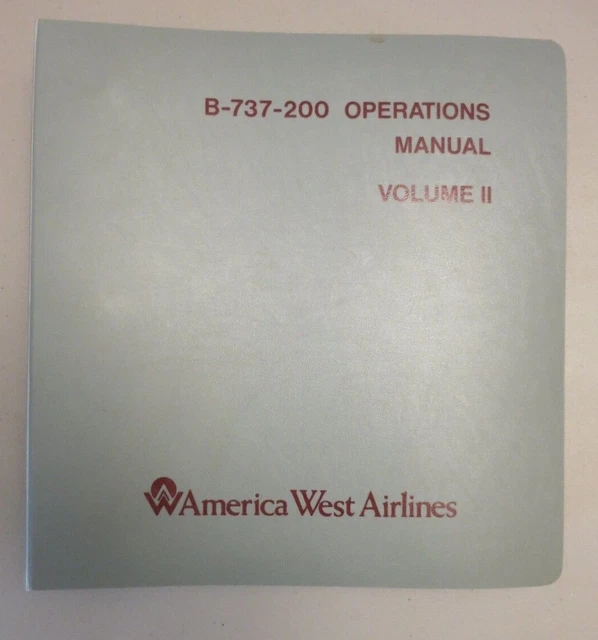 B-737-200 OPERATIONS
MANUAL
VOLUME II
America West Airlines